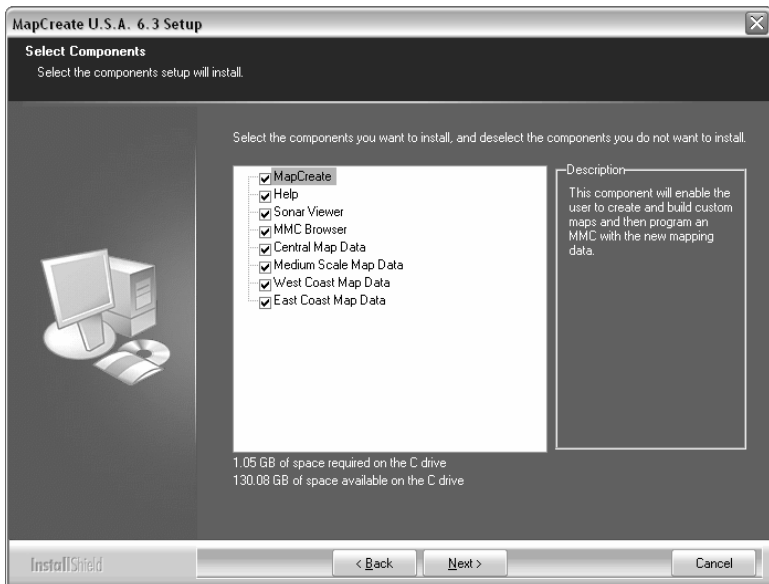 MapCreate U.S.A. 6.3 Setup
Select Components
Select the components setup will install.
Select the components you want to install, and deselect the components you do not want to install.
MapCreate
Help
Sonar Viewer
MMC Browser
Central Map Data
Medium Scale Map Data
West Coast Map Data
East Coast Map Data
Description
This component will enable the
user to create and build custom
maps and then program an
MMC with the new mapping
data.
1.05 GB of space required on the C drive
130.08 GB of space available on the C drive
InstallShield
< Back
Next >
Cancel